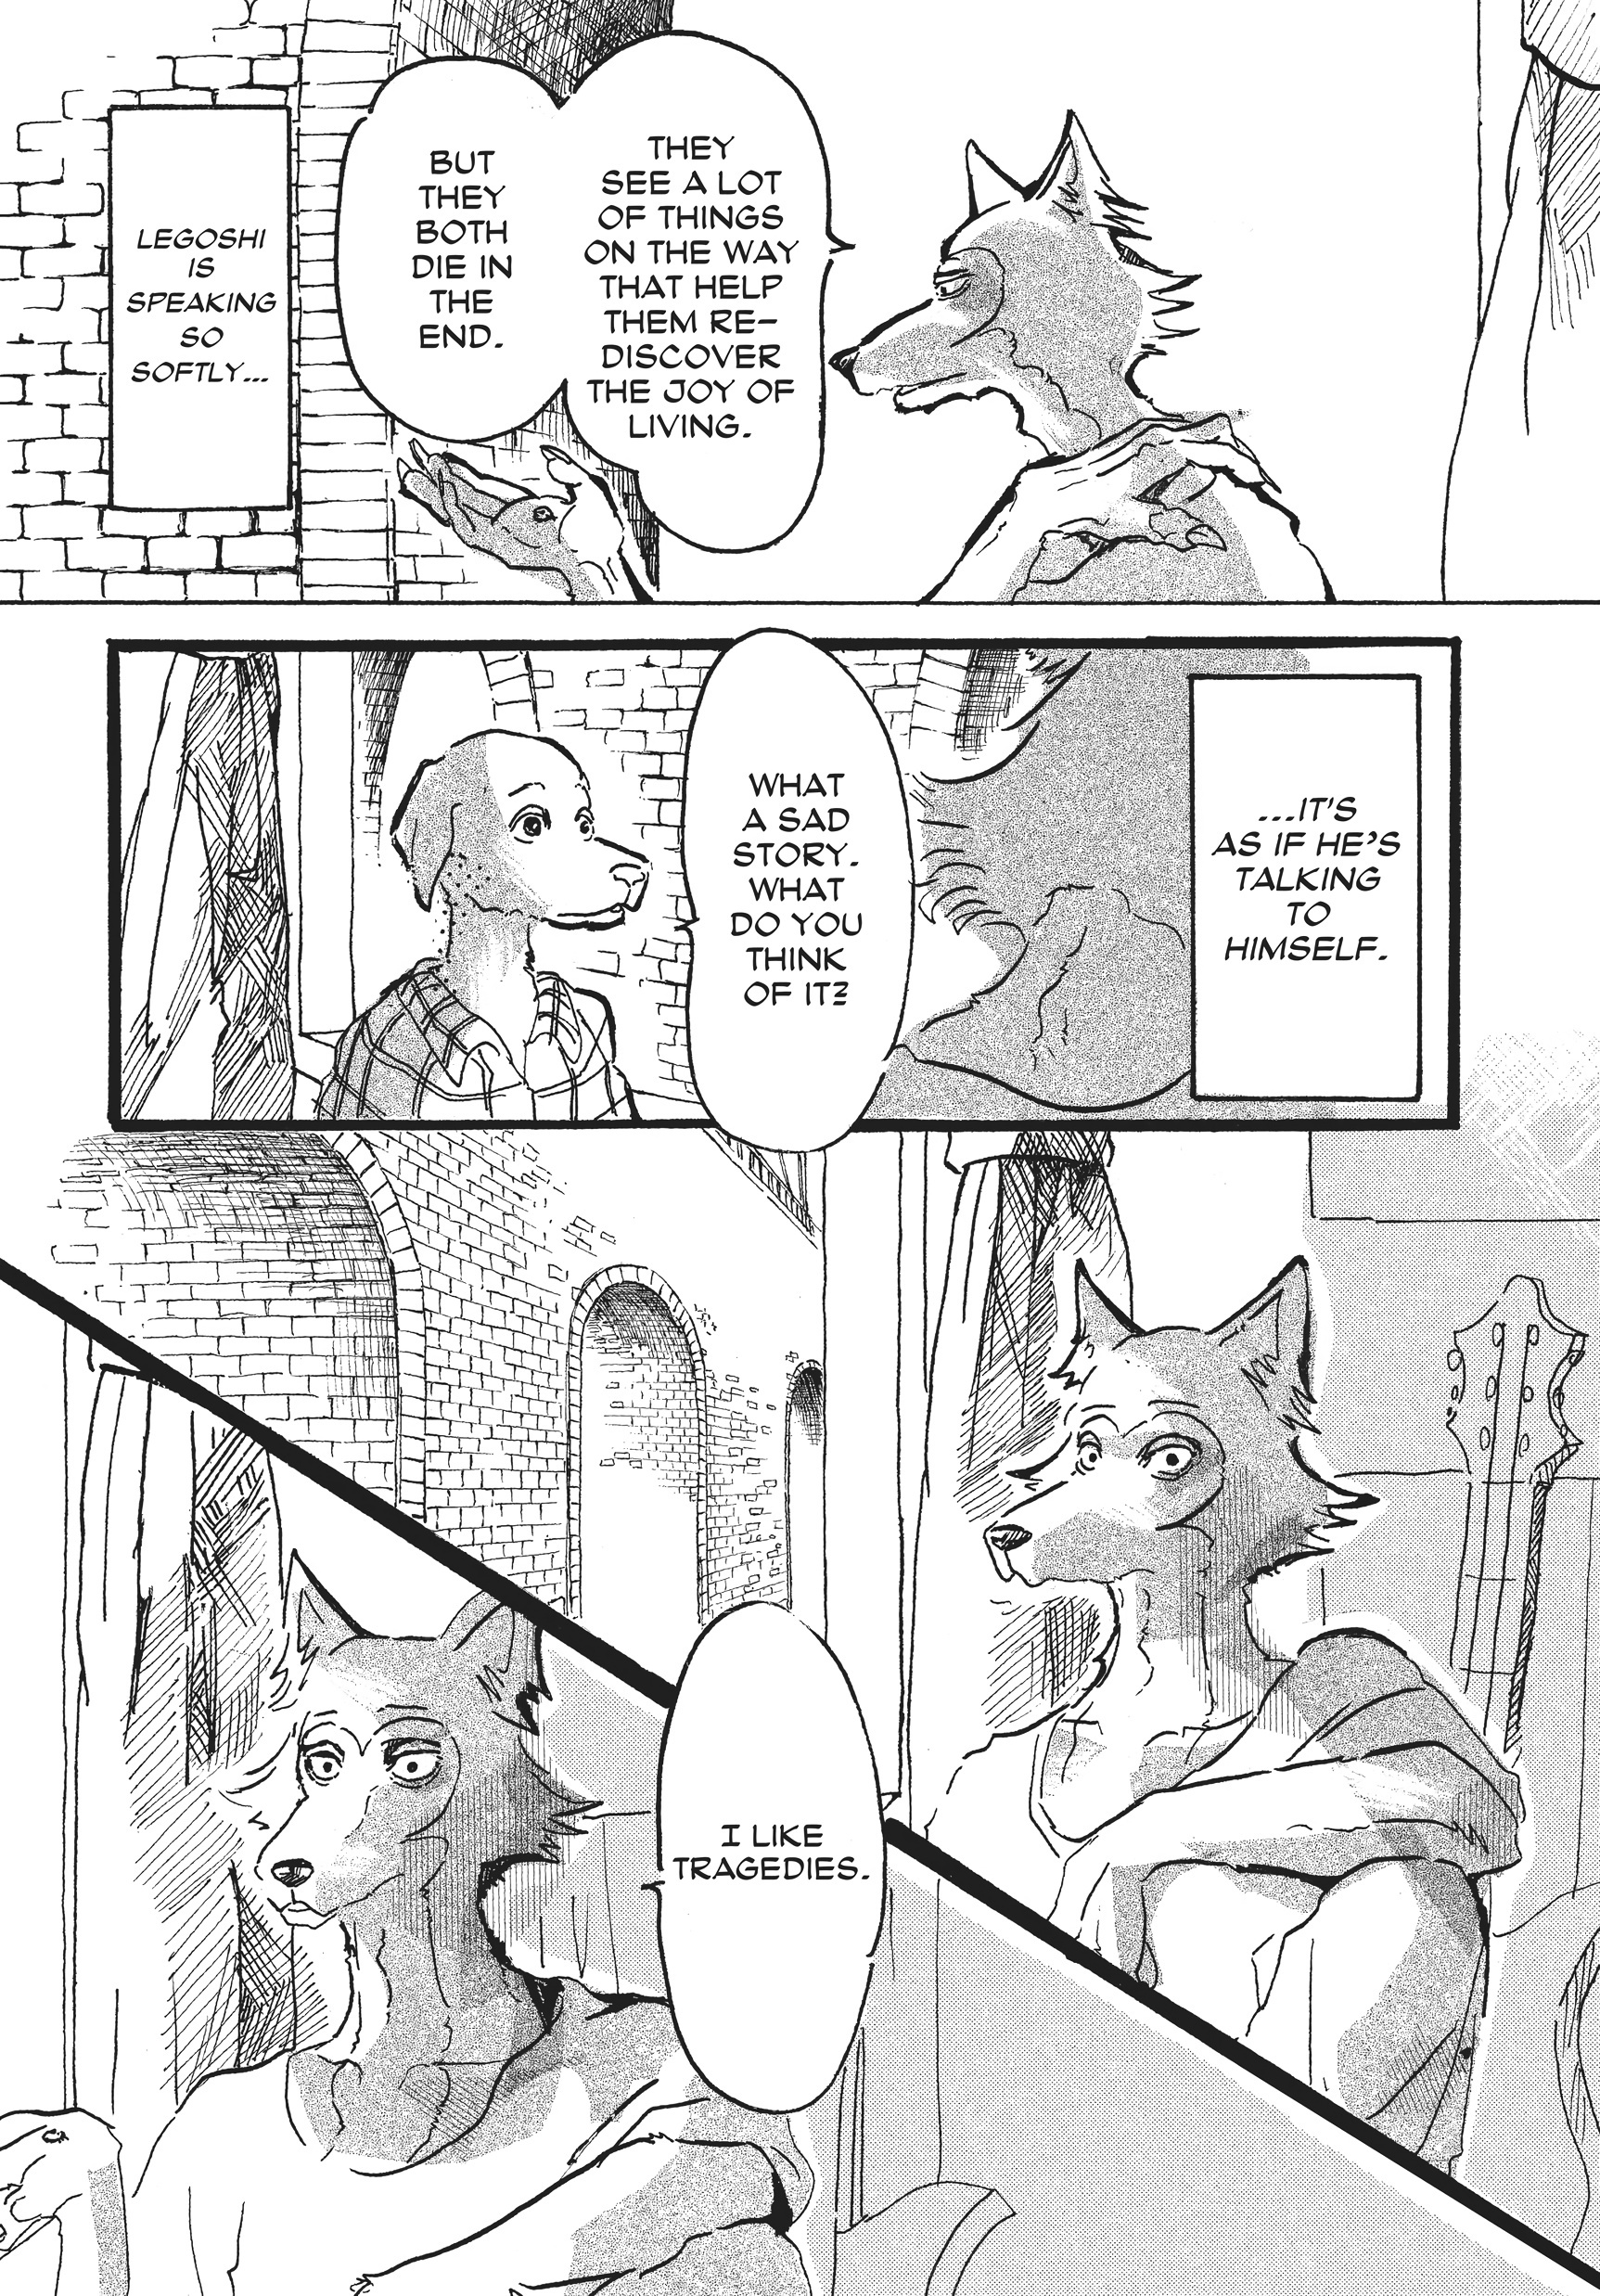 THEY
SEE A LOT
OF THINGS
ON THE WAY
THAT HELP
THEM RE-
DISCOVER
THE JOY OF
LIVING.
BUT
THEY
BOTH
DIE IN
THE
END.
LEGOSHI
IS
SPEAKING
SO
SOFTLY...
...IT'S
AS IF HE'S
TALKING
TO
HIMSELF.
WHAT
A SAD
STORY.
WHAT
DO YOU
THINK
OF IT?
I LIKE
TRAGEDIES.